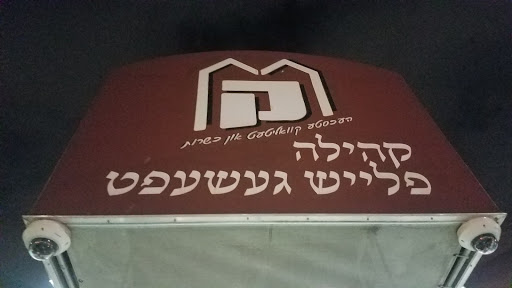 ק
העכסטע קוואליטעט און כשרות
קהילה
פלייש געשעפט